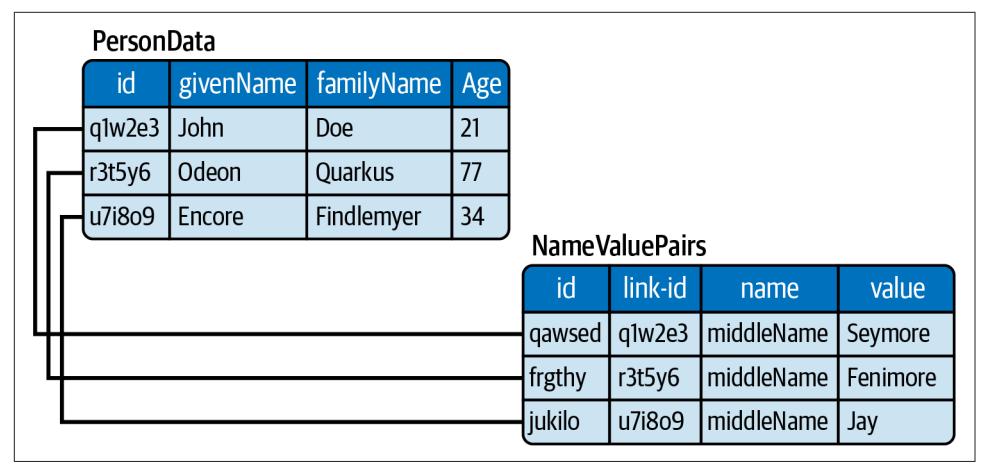 PersonData
id givenName familyName Age
q1w2e3 John Doe 21
r3t5y6 Odeon Quarkus 77
u7i8o9 Encore Findlemyer 34
NameValuePairs
id link-id name value
qawsed q1w2e3 middleName Seymore
frgthy r3t5y6 middleName Fenimore
jukilo u7i8o9 middleName Jay